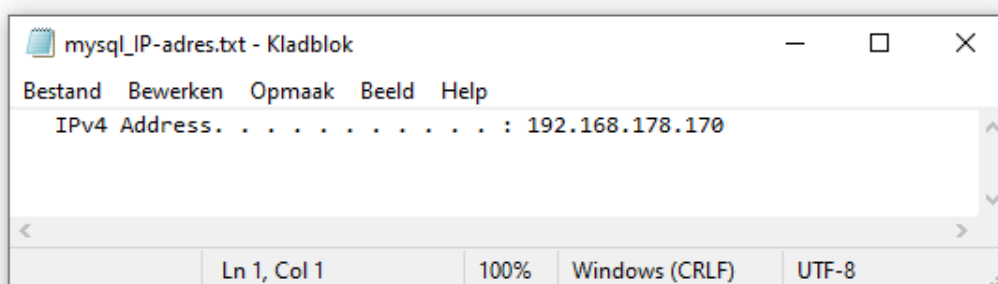 mysql_IP-adres.txt - Kladblok
Bestand Bewerken Opmaak Beeld Help
IPv4 Address. . . . . . . . . . . : 192.168.178.170
Ln 1, Col 1 100% Windows (CRLF) UTF-8